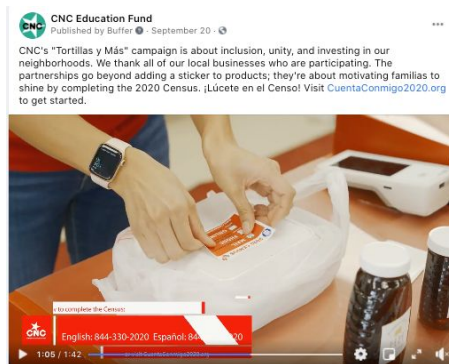 CNC Education Fund
Published by Buffer · September 20 ·
CNC's "Tortillas y Más" campaign is about inclusion, unity, and investing in our
neighborhoods. We thank all of our local businesses who are participating. The
partnerships go beyond adding a sticker to products; they're about motivating familias to
shine by completing the 2020 Census. ¡Lúcete en el Censo! Visit CuentaConmigo2020.org
to get started.
CNC
y to complete the Census:
CNC
English: 844-330-2020 Español: 84 20
1:05 / 1:42